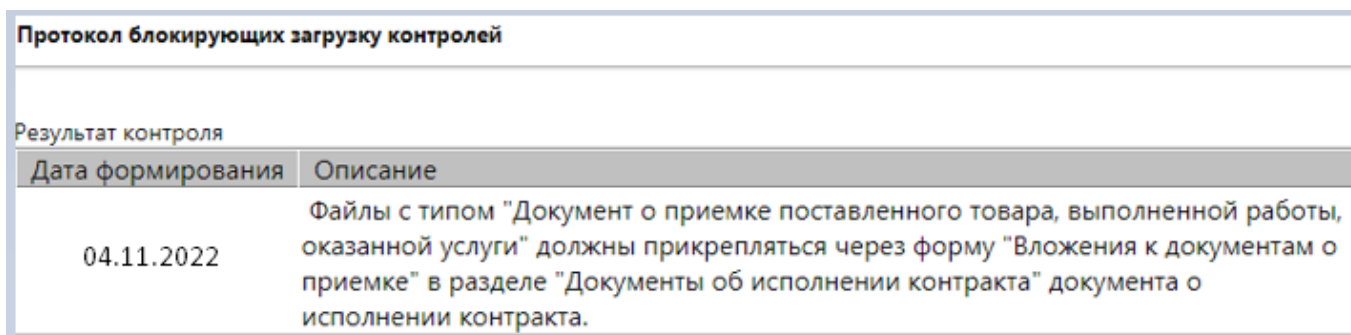 Протокол блокирующих загрузку контролей
Результат контроля
Дата формирования Описание
Файлы с типом "Документ о приемке поставленного товара, выполненной работы,
оказанной услуги" должны прикрепляться через форму "Вложения к документам о
04.11.2022
приемке" в разделе "Документы об исполнении контракта" документа о
исполнении контракта.